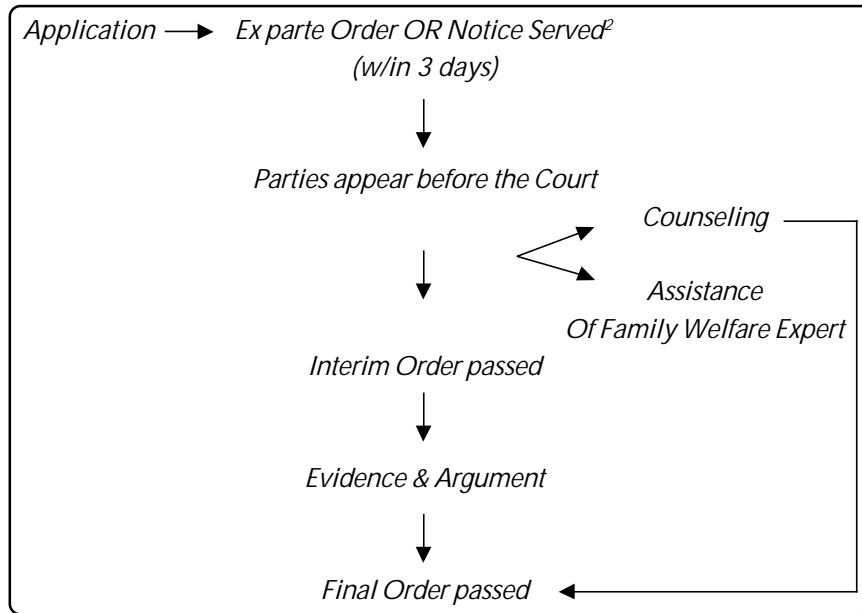 Application Ex parte Order OR Notice Served²
(w/in 3 days)
Parties appear before the Court
Counseling
Assistance
Of Family Welfare Expert
Interim Order passed
Evidence & Argument
Final Order passed